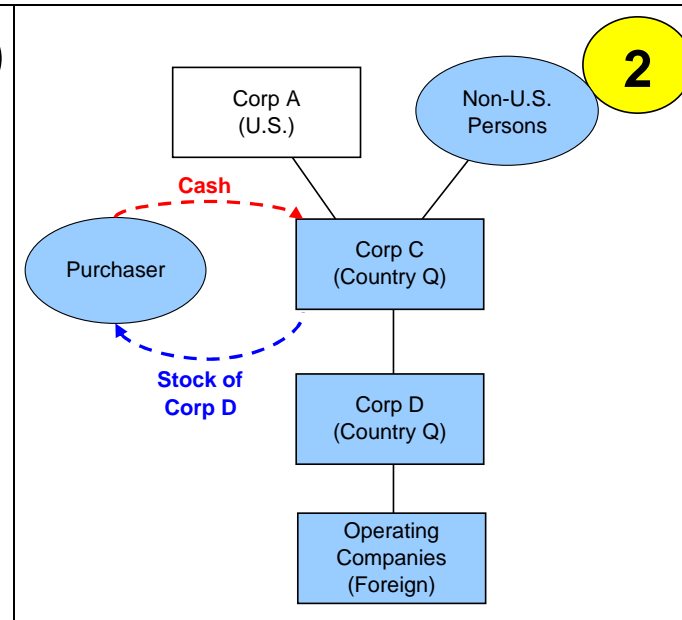 2
Corp A
(U.S.)
Non-U.S.
Persons
Cash
Purchaser
Corp C
(Country Q)
Stock of
Corp D
Corp D
(Country Q)
Operating
Companies
(Foreign)